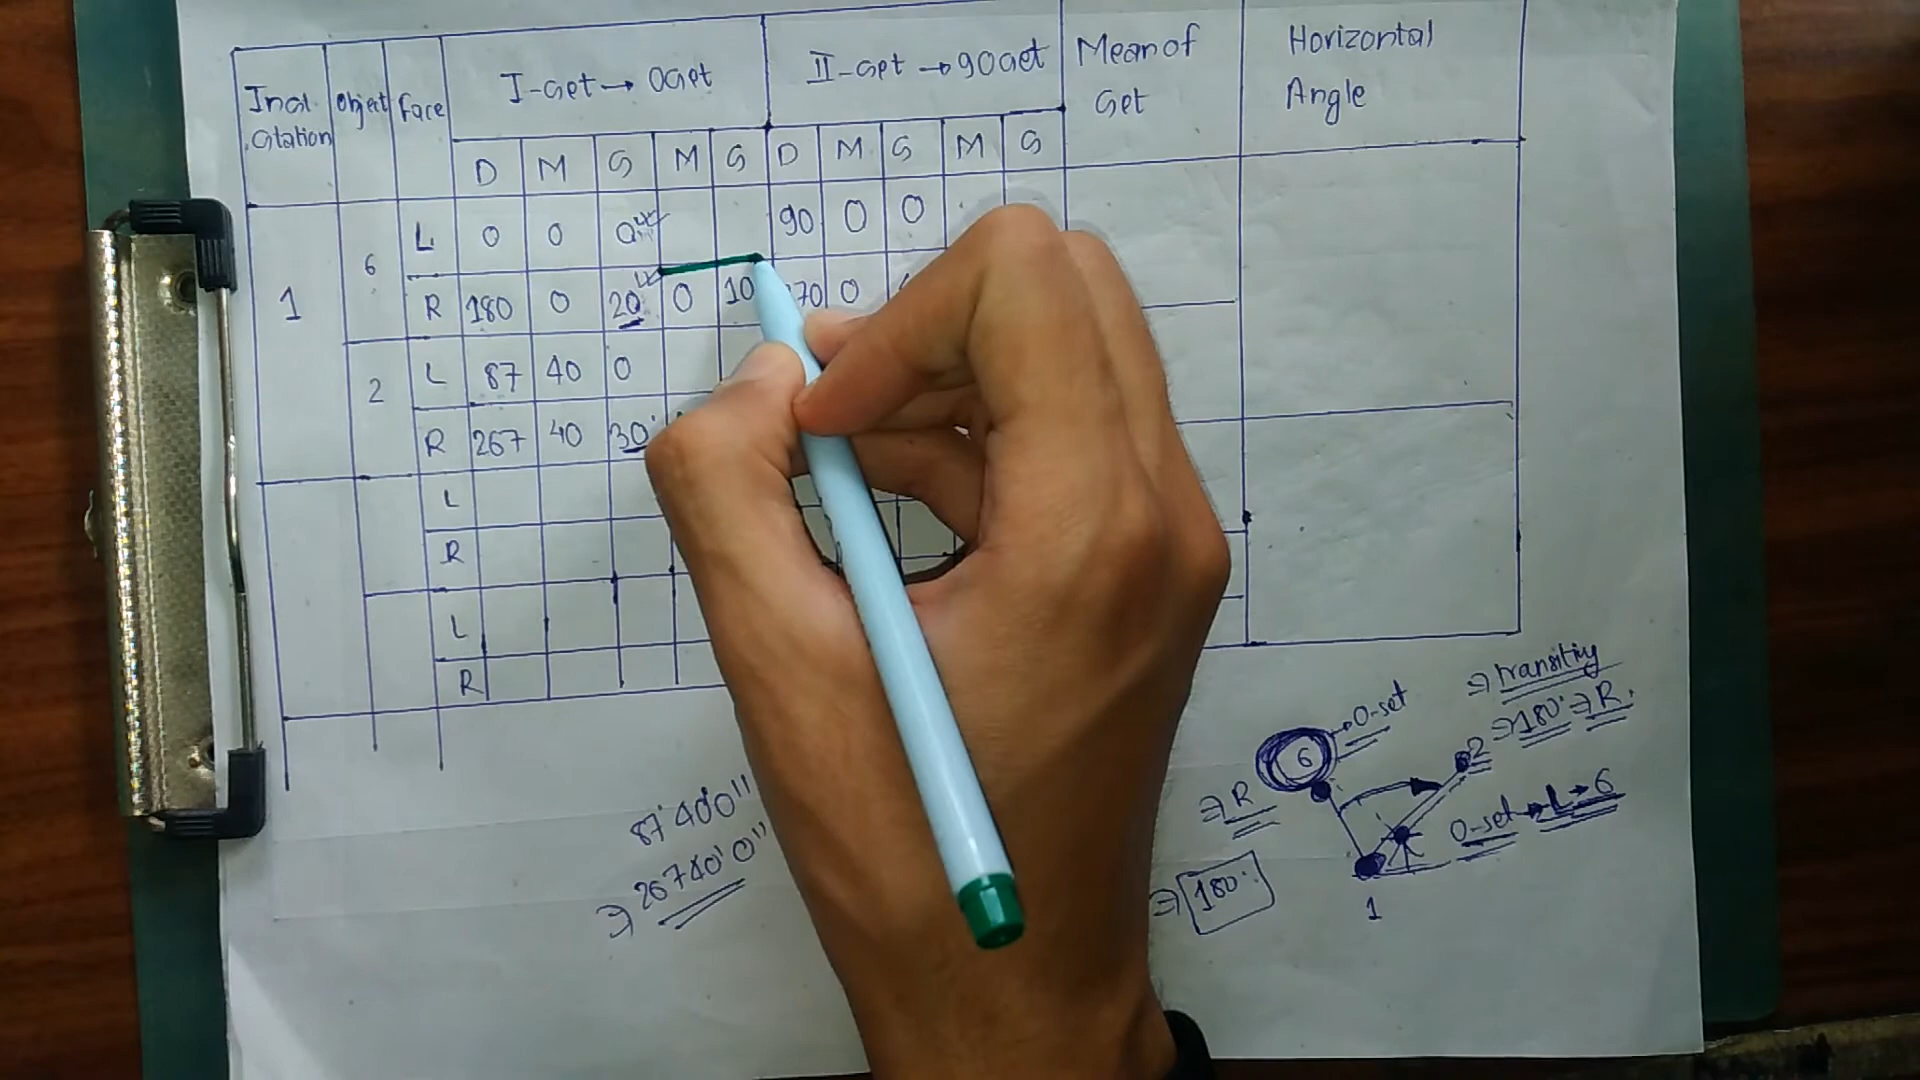 Inst. station Object Face I-set → 0set II-set → 90set Mean of set Horizontal Angle
D M S M S D M S M S
1 6 L 0 0 0 90 0 0
R 180 0 20 0 10 0
2 L 87 40 0
R 267 40 30
L
R
L
R
⇒ transiting
⇒ 180° ⇒ R.
→ 0-set
6
2
⇒ R
0-set → L → 6
⇒ 180°
1
87°40'0"
⇒ 267°40'0"